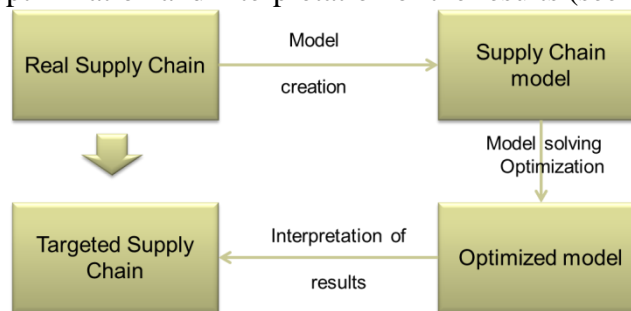 Model
Real Supply Chain
creation
Supply Chain
model
Model solving
Optimization
Targeted Supply
Chain
Interpretation of
results
Optimized model